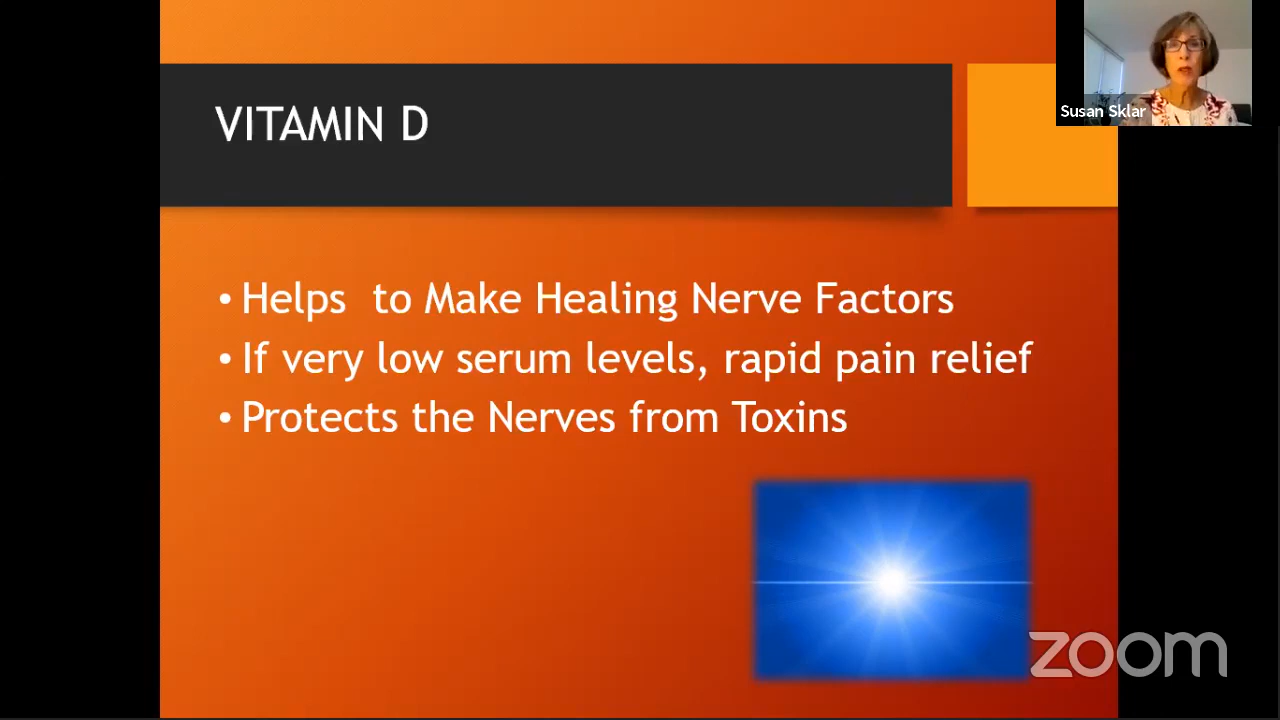 VITAMIN D
Susan Sklar
• Helps  to Make Healing Nerve Factors
• If very low serum levels, rapid pain relief
• Protects the Nerves from Toxins
zoom